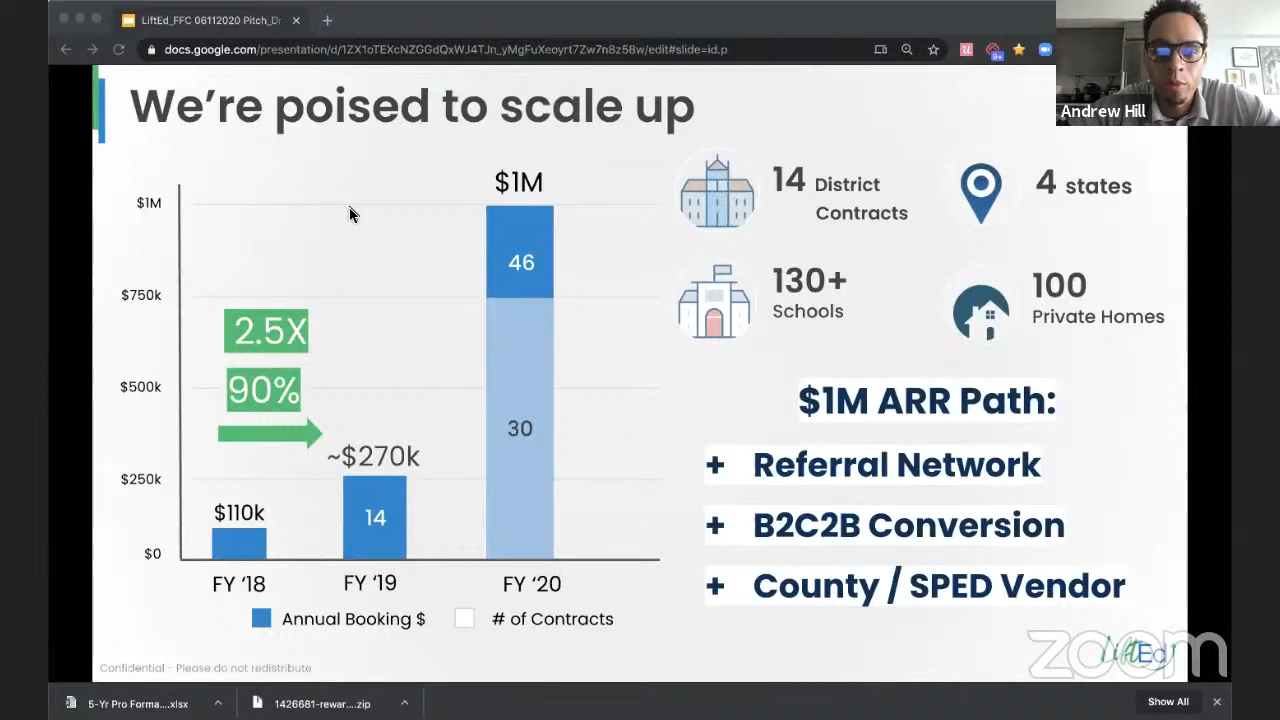 LiftEd_FFC 06112020 Pitch_Dr
docs.google.com/presentation/d/1ZX1oTEXcNZGGdQxWJ4TJn_yMgFuXeoyrt7Zw7n8z58w/edit#slide=id.p
9+
Andrew Hill
We’re poised to scale up
$1M
$1M
$750k
$500k
$250k
$0
46
30
2.5X
90%
~$270k
14
$110k
FY ‘18
FY ‘19
FY ‘20
Annual Booking $
# of Contracts
14 District
Contracts
4 states
130+
Schools
100
Private Homes
$1M ARR Path:
+ Referral Network
+ B2C2B Conversion
+ County / SPED Vendor
LiftEd
zoom
Confidential - Please do not redistribute
5-Yr Pro Forma....xlsx
1426681-rewar....zip
Show All